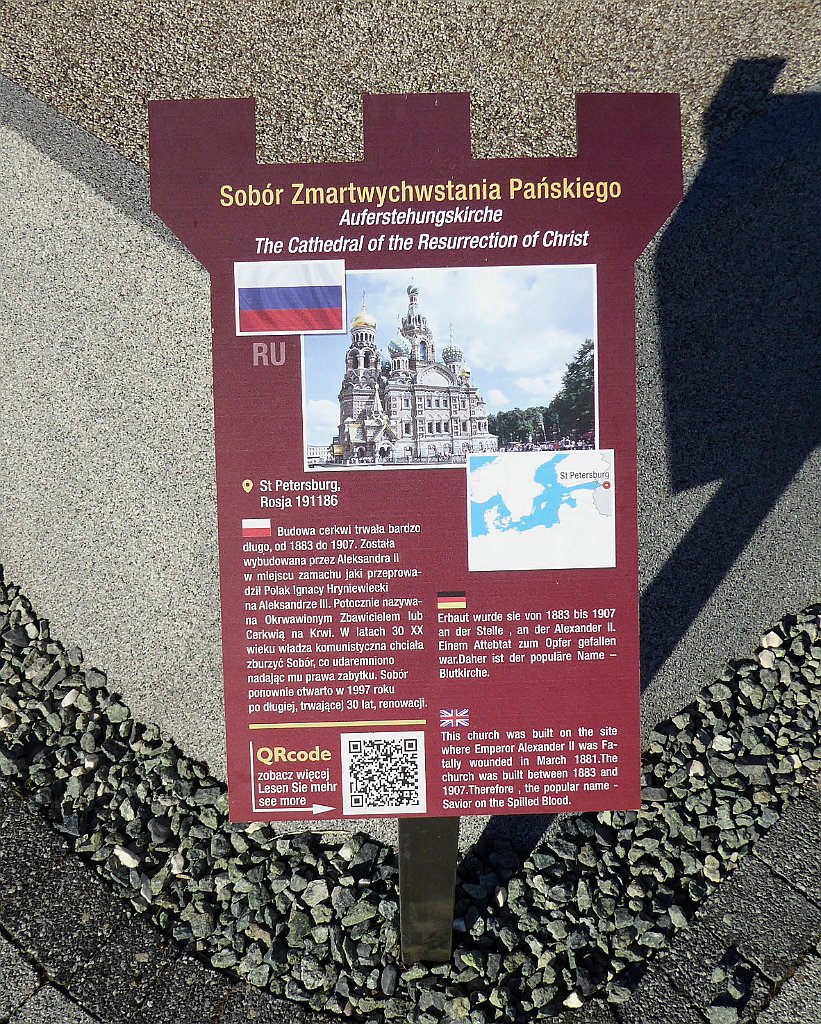 Sobór Zmartwychwstania Pańskiego
Auferstehungskirche
The Cathedral of the Resurrection of Christ
RU
St Petersburg,
Rosja 191186
St Petersburg
Budowa cerkwi trwała bardzo
długo, od 1883 do 1907. Została
wybudowana przez Aleksandra II
w miejscu zamachu jaki przeprowa-
dził Polak Ignacy Hryniewiecki
na Aleksandrze III. Potocznie nazywa-
na Okrwawionym Zbawicielem lub
Cerkwią na Krwi. W latach 30 XX
wieku władza komunistyczna chciała
zburzyć Sobór, co udaremniono
nadając mu prawa zabytku. Sobór
ponownie otwarto w 1997 roku
po długiej, trwającej 30 lat, renowacji.
Erbaut wurde sie von 1883 bis 1907
an der Stelle , an der Alexander II.
Einem Attebtat zum Opfer gefallen
war.Daher ist der populäre Name –
Blutkirche.
This church was built on the site
where Emperor Alexander II was Fa-
tally wounded in March 1881.The
church was built between 1883 and
1907.Therefore , the popular name -
Savior on the Spilled Blood.
QRcode
zobacz więcej
Lesen Sie mehr
see more